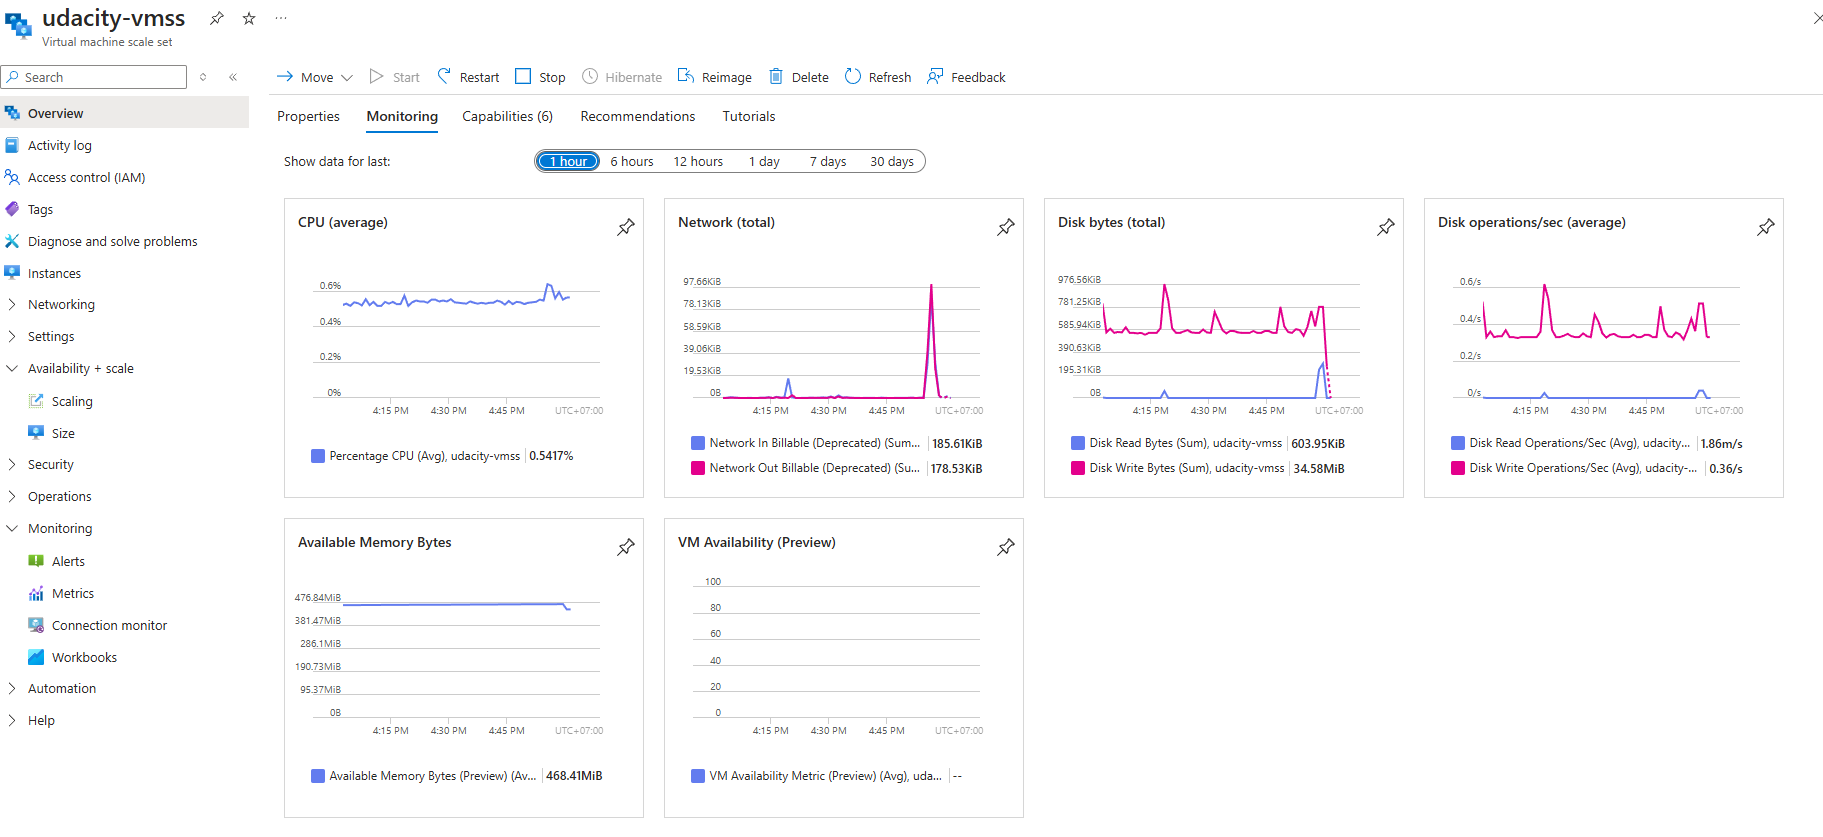 udacity-vmss
Virtual machine scale set
Search
Move Start Restart Stop Hibernate Reimage Delete Refresh Feedback
Overview
Activity log
Access control (IAM)
Tags
Diagnose and solve problems
Instances
Networking
Settings
Availability + scale
Scaling
Size
Security
Operations
Monitoring
Alerts
Metrics
Connection monitor
Workbooks
Automation
Help
Properties Monitoring Capabilities (6) Recommendations Tutorials
Show data for last: 1 hour 6 hours 12 hours 1 day 7 days 30 days
CPU (average)
0.6%
0.4%
0.2%
0%
4:15 PM 4:30 PM 4:45 PM UTC+07:00
Percentage CPU (Avg), udacity-vmss 0.5417%
Network (total)
97.66KiB
78.13KiB
58.59KiB
39.06KiB
19.53KiB
0B
4:15 PM 4:30 PM 4:45 PM UTC+07:00
Network In Billable (Deprecated) (Sum... 185.61KiB
Network Out Billable (Deprecated) (Su... 178.53KiB
Disk bytes (total)
976.56KiB
781.25KiB
585.94KiB
390.63KiB
195.31KiB
0B
4:15 PM 4:30 PM 4:45 PM UTC+07:00
Disk Read Bytes (Sum), udacity-vmss 603.95KiB
Disk Write Bytes (Sum), udacity-vmss 34.58MiB
Disk operations/sec (average)
0.6/s
0.4/s
0.2/s
0/s
4:15 PM 4:30 PM 4:45 PM UTC+07:00
Disk Read Operations/Sec (Avg), udacity... 1.86m/s
Disk Write Operations/Sec (Avg), udacity-... 0.36/s
Available Memory Bytes
476.84MiB
381.47MiB
286.1MiB
190.73MiB
95.37MiB
0B
4:15 PM 4:30 PM 4:45 PM UTC+07:00
Available Memory Bytes (Preview) (Av... 468.41MiB
VM Availability (Preview)
100
80
60
40
20
0
4:15 PM 4:30 PM 4:45 PM UTC+07:00
VM Availability Metric (Preview) (Avg), uda... --